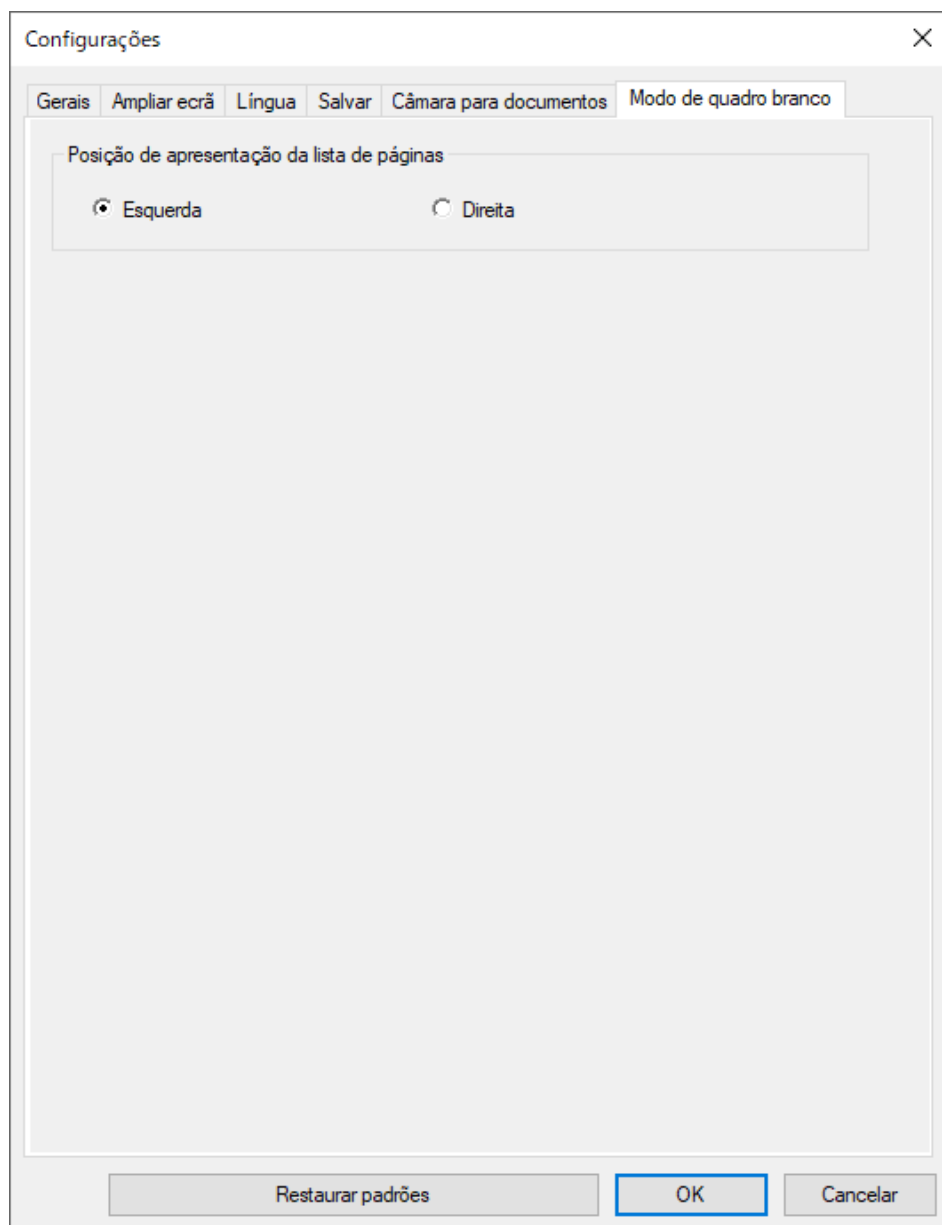 Configurações
Gerais Ampliar ecrã Língua Salvar Câmara para documentos Modo de quadro branco
Posição de apresentação da lista de páginas
Esquerda Direita
Restaurar padrões OK Cancelar